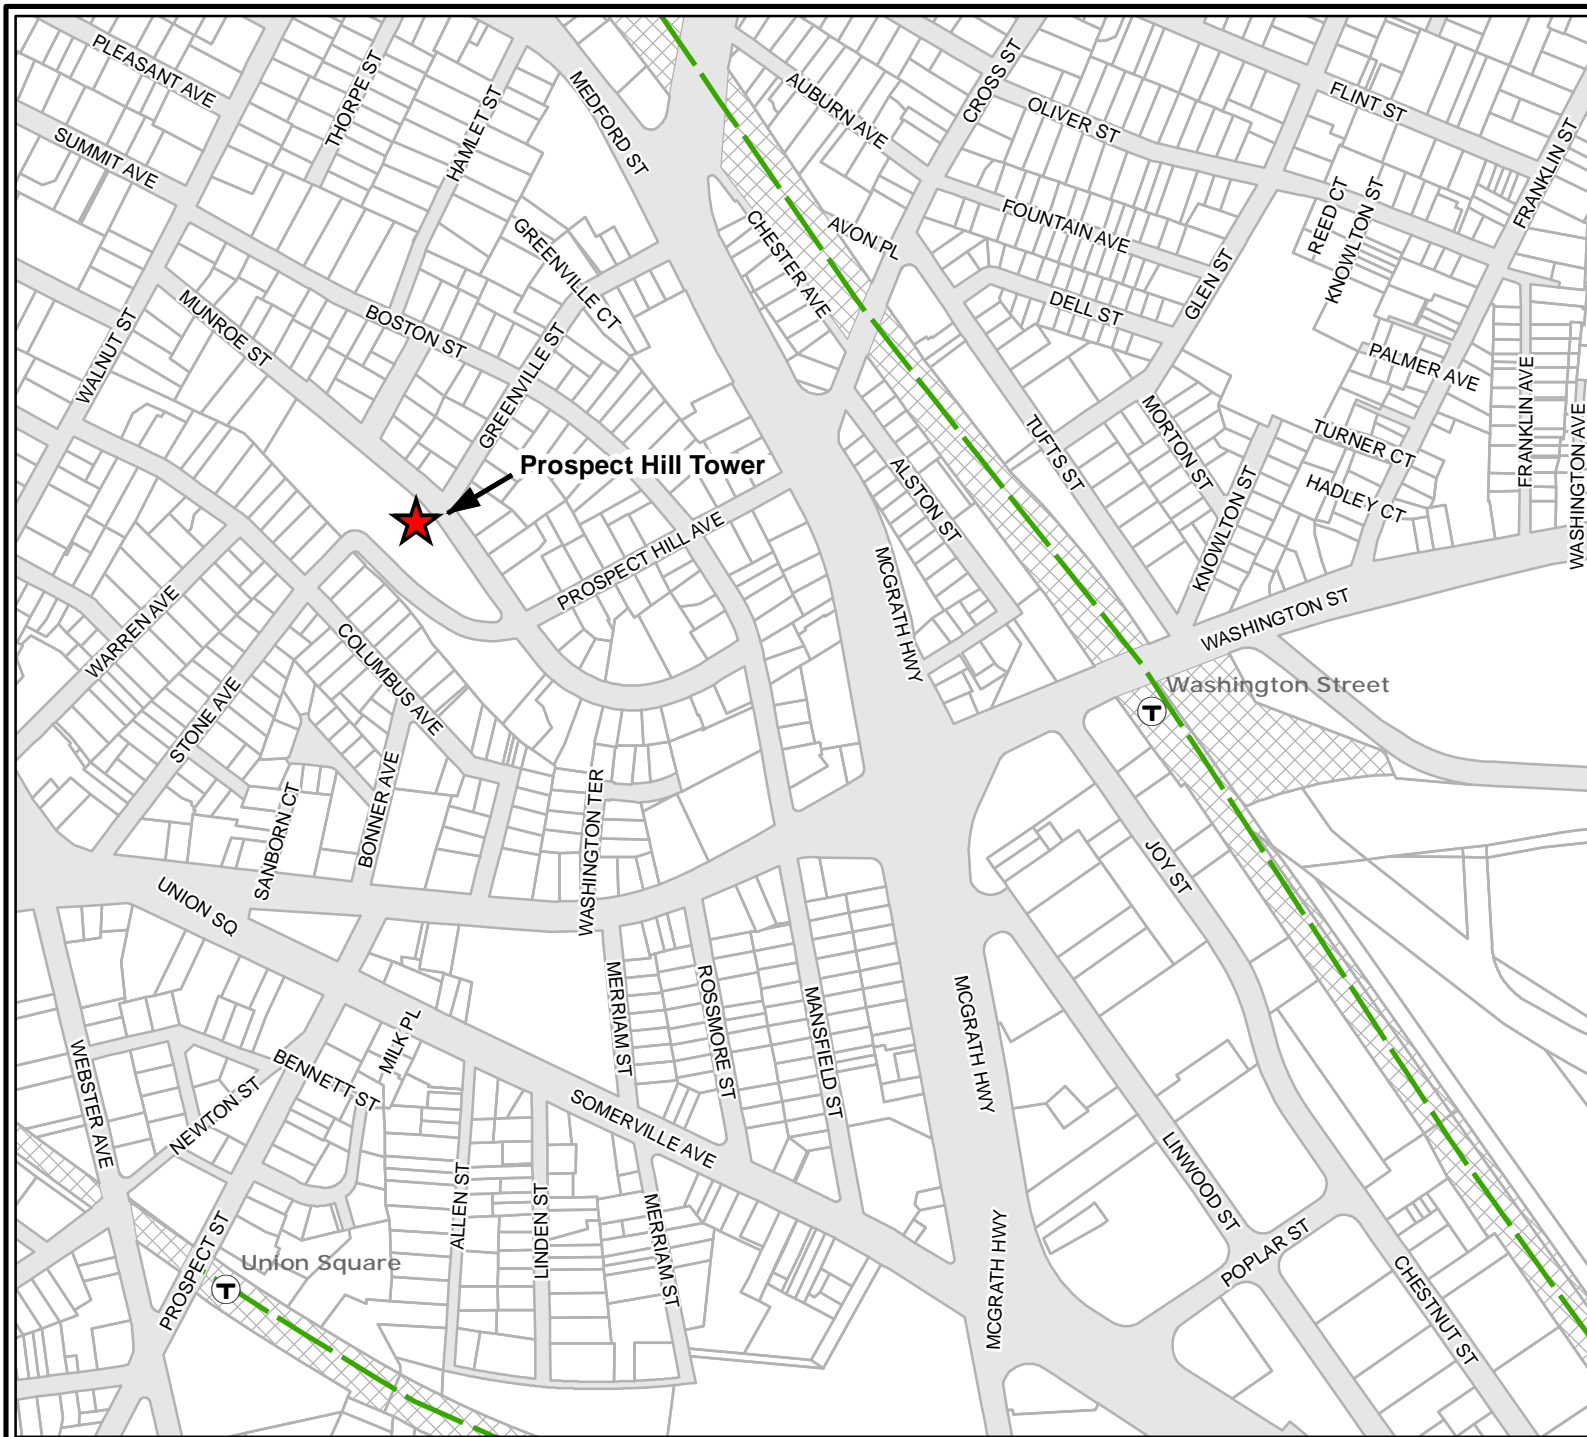 PLEASANT AVE
THORPE ST
HAMLET ST
MEDFORD ST
AUBURN AVE
CROSS ST
OLIVER ST
FLINT ST
FRANKLIN ST
SUMMIT AVE
GREENVILLE CT
CHESTER AVE
AVON PL
FOUNTAIN AVE
REED CT
KNOWLTON ST
GLEN ST
DELL ST
MUNROE ST
BOSTON ST
WALNUT ST
GREENVILLE ST
PALMER AVE
FRANKLIN AVE
WASHINGTON AVE
MORTON ST
TURNER CT
TUFTS ST
Prospect Hill Tower
ALSTON ST
HADLEY CT
KNOWLTON ST
PROSPECT HILL AVE
MCGRATH HWY
WARREN AVE
COLUMBUS AVE
WASHINGTON ST
STONE AVE
Washington Street
T
SANBORN CT
BONNER AVE
WASHINGTON TER
JOY ST
UNION SQ
MERRIAM ST
ROSSMORE ST
MANSFIELD ST
MCGRATH HWY
WEBSTER AVE
NEWTON ST
BENNETT ST
MILK PL
SOMERVILLE AVE
ALLEN ST
LINDEN ST
MERRIAM ST
LINWOOD ST
PROSPECT ST
Union Square
T
MCGRATH HWY
POPLAR ST
CHESTNUT ST